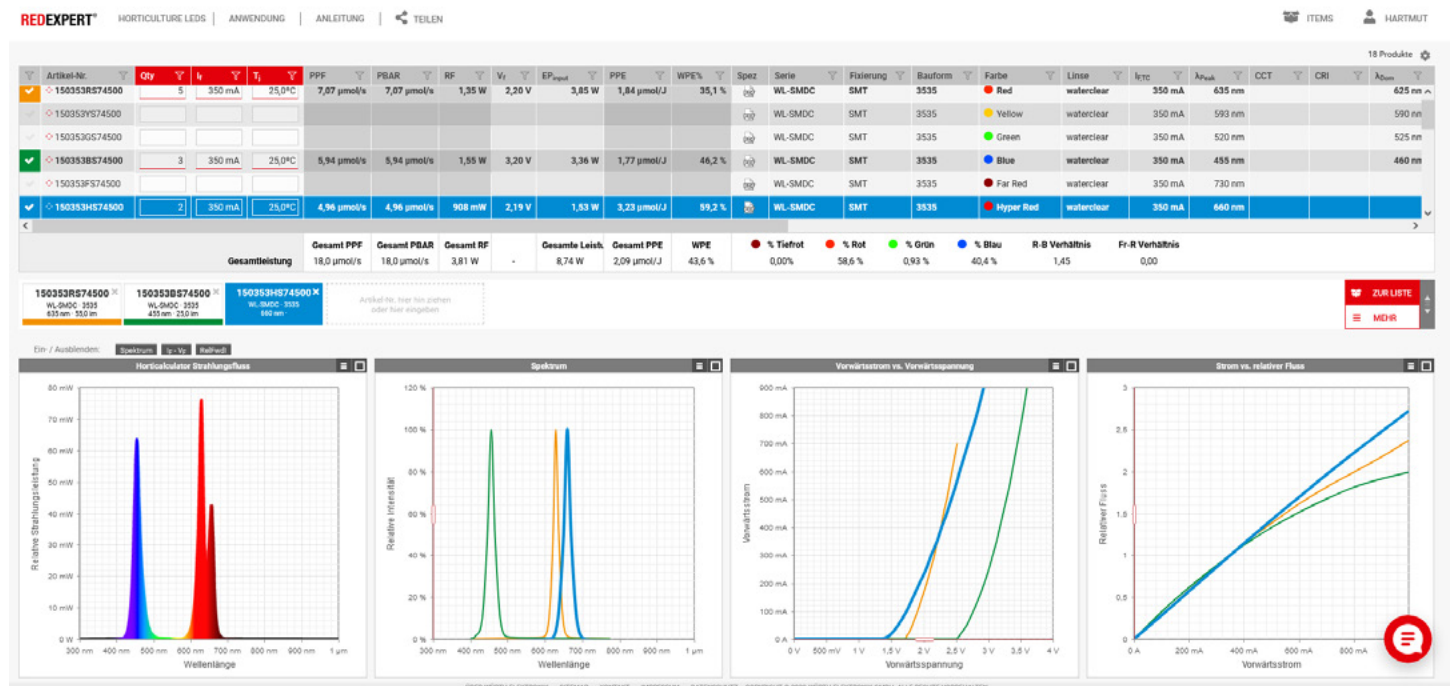 REDEXPERT® HORTICULTURE LEDS | ANWENDUNG | ANLEITUNG | TEILEN ITEMS HARTMUT
18 Produkte
Artikel-Nr. Qty If Tj PPF PBAR RF Vf EPinput PPE WPE% Spez Serie Fixierung Bauform Farbe Linse IF,TC λPeak CCT CRI λDom
150353RS74500 5 350 mA 25,0°C 7,07 µmol/s 7,07 µmol/s 1,35 W 2,20 V 3,85 W 1,84 µmol/J 35,1 % WL-SMDC SMT 3535 Red waterclear 350 mA 635 nm 625 nm
150353YS74500 WL-SMDC SMT 3535 Yellow waterclear 350 mA 593 nm 590 nm
150353GS74500 WL-SMDC SMT 3535 Green waterclear 350 mA 520 nm 525 nm
150353BS74500 3 350 mA 25,0°C 5,94 µmol/s 5,94 µmol/s 1,55 W 3,20 V 3,36 W 1,77 µmol/J 46,2 % WL-SMDC SMT 3535 Blue waterclear 350 mA 455 nm 460 nm
150353FS74500 WL-SMDC SMT 3535 Far Red waterclear 350 mA 730 nm
150353HS74500 2 350 mA 25,0°C 4,96 µmol/s 4,96 µmol/s 908 mW 2,19 V 1,53 W 3,23 µmol/J 59,2 % WL-SMDC SMT 3535 Hyper Red waterclear 350 mA 660 nm
Gesamt PPF Gesamt PBAR Gesamt RF Gesamte Leist. Gesamt PPE WPE % Tiefrot % Rot % Grün % Blau R-B Verhältnis Fr-R Verhältnis
Gesamtleistung 18,0 µmol/s 18,0 µmol/s 3,81 W - 8,74 W 2,09 µmol/J 43,6 % 0,00% 58,6 % 0,93 % 40,4 % 1,45 0,00
150353RS74500 × 150353BS74500 × 150353HS74500 ×
WL-SMDC · 3535 WL-SMDC · 3535 WL-SMDC · 3535
635 nm · 55,0 lm 455 nm · 25,0 lm 660 nm ·
Artikel-Nr. hier hin ziehen
oder hier eingeben
ZUR LISTE
MEHR
Ein- / Ausblenden: Spektrum If - Vf RelFwdI
Horticalculator Strahlungsfluss
80 mW
70 mW
60 mW
50 mW
40 mW
30 mW
20 mW
10 mW
0 W
Relative Strahlungsleistung
300 nm 400 nm 500 nm 600 nm 700 nm 800 nm 900 nm 1 µm
Wellenlänge
Spektrum
120 %
100 %
80 %
60 %
40 %
20 %
0 %
Relative Intensität
300 nm 400 nm 500 nm 600 nm 700 nm 800 nm 900 nm 1 µm
Wellenlänge
Vorwärtsstrom vs. Vorwärtsspannung
900 mA
800 mA
700 mA
600 mA
500 mA
400 mA
300 mA
200 mA
100 mA
0 A
Vorwärtsstrom
0 V 500 mV 1 V 1,5 V 2 V 2,5 V 3 V 3,5 V 4 V
Vorwärtsspannung
Strom vs. relativer Fluss
3
2,5
2
1,5
1
0,5
0
Relativer Fluss
0 A 200 mA 400 mA 600 mA 800 mA
Vorwärtsstrom